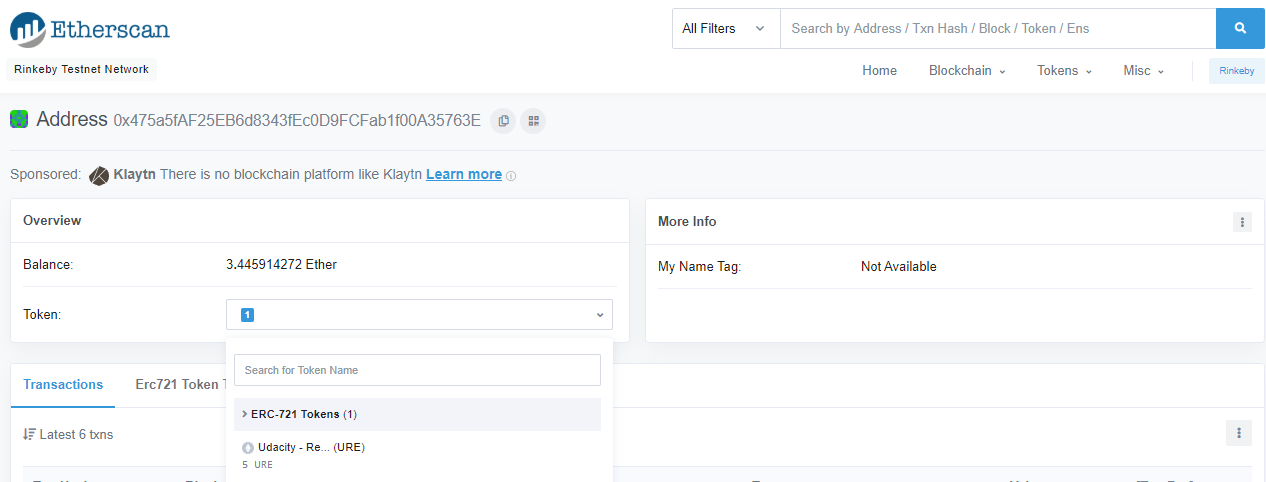 Etherscan
All Filters
Search by Address / Txn Hash / Block / Token / Ens
Rinkeby Testnet Network
Home Blockchain Tokens Misc Rinkeby
Address 0x475a5fAF25EB6d8343fEc0D9FCFab1f00A35763E
Sponsored: Klaytn There is no blockchain platform like Klaytn Learn more
Overview
Balance: 3.445914272 Ether
Token: 1
Search for Token Name
ERC-721 Tokens (1)
Udacity - Re... (URE)
5 URE
More Info
My Name Tag: Not Available
Transactions Erc721 Token
Latest 6 txns